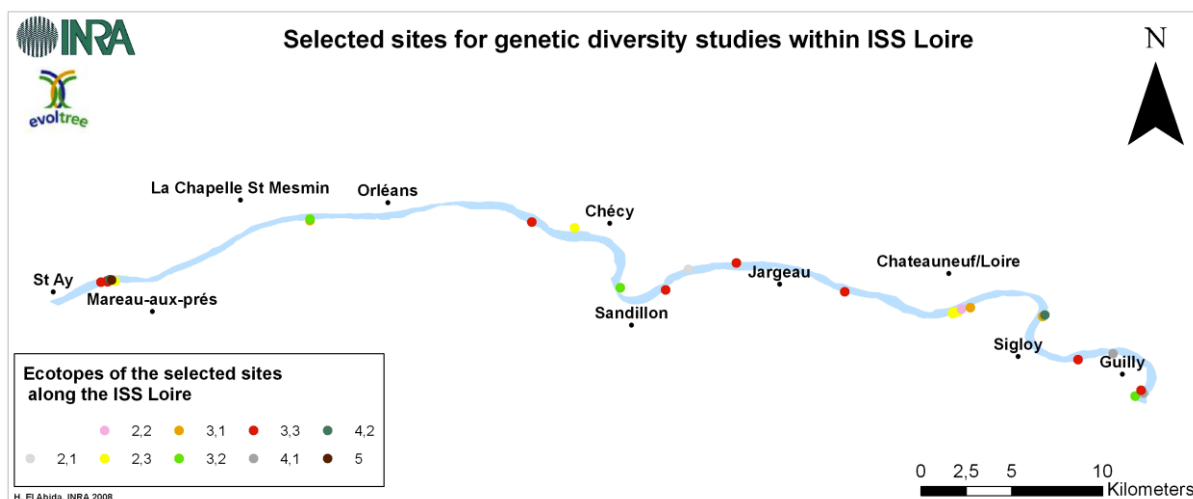 INRA
evoltree
Selected sites for genetic diversity studies within ISS Loire
N
La Chapelle St Mesmin
Orléans
Chécy
St Ay
Mareau-aux-prés
Sandillon
Jargeau
Chateauneuf/Loire
Sigloy
Guilly
Ecotopes of the selected sites
along the ISS Loire
2,2 3,1 3,3 4,2
2,1 2,3 3,2 4,1 5
0 2,5 5 10
Kilometers
H. El Abida, INRA 2008